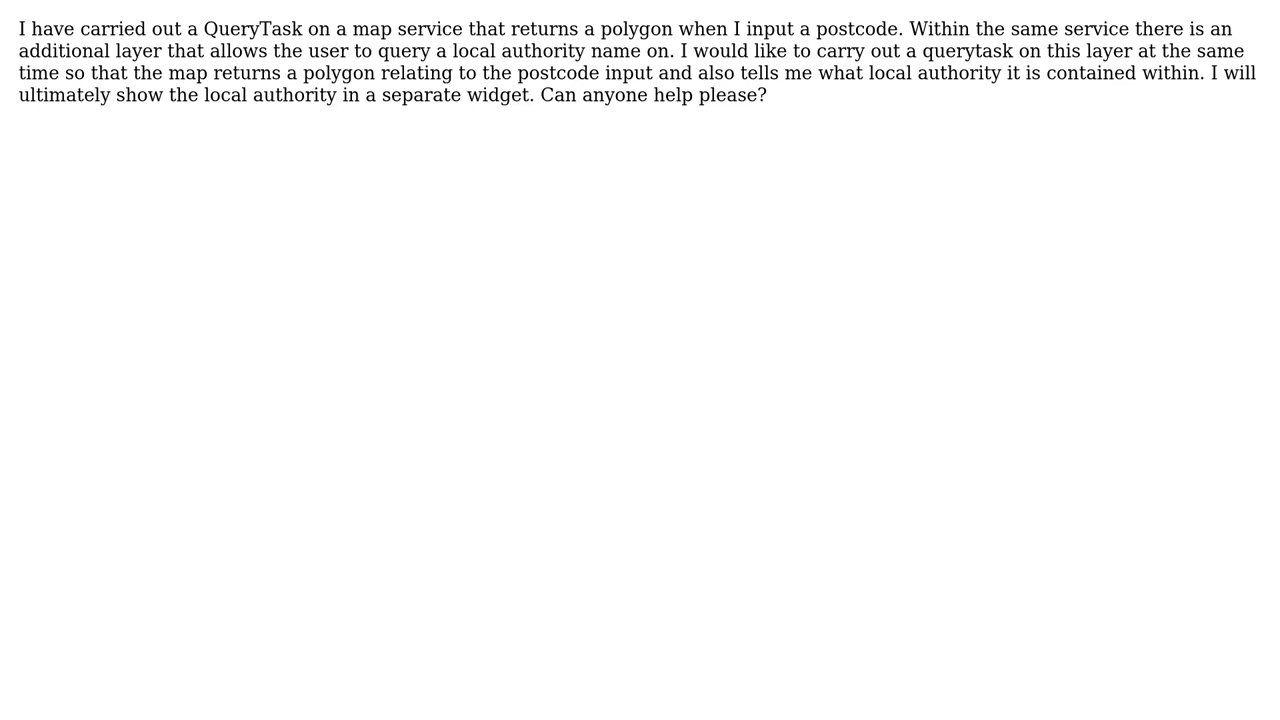 I have carried out a QueryTask on a map service that returns a polygon when I input a postcode. Within the same service there is an
additional layer that allows the user to query a local authority name on. I would like to carry out a querytask on this layer at the same
time so that the map returns a polygon relating to the postcode input and also tells me what local authority it is contained within. I will
ultimately show the local authority in a separate widget. Can anyone help please?